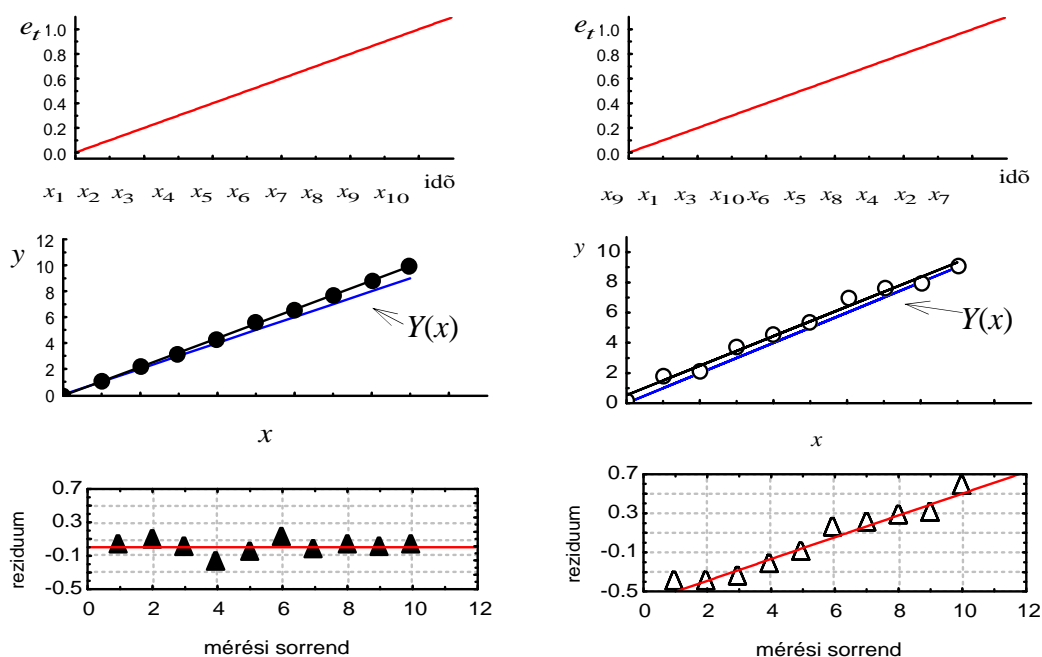 e_t
1.0
0.8
0.6
0.4
0.2
0.0
idõ
x1 x2 x3 x4 x5 x6 x7 x8 x9 x10
y
12
10
8
6
4
2
0
Y(x)
x
reziduum
0.7
0.3
-0.1
-0.5
0 2 4 6 8 10 12
mérési sorrend
e_t
1.0
0.8
0.6
0.4
0.2
0.0
idõ
x9 x1 x3 x10 x6 x5 x8 x4 x2 x7
y
10
8
6
4
2
0
Y(x)
x
reziduum
0.7
0.3
-0.1
-0.5
0 2 4 6 8 10 12
mérési sorrend